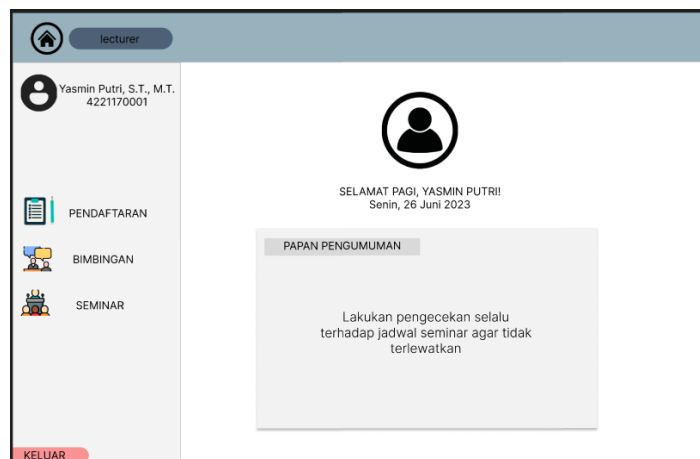 lecturer
Yasmin Putri, S.T., M.T.
4221170001
PENDAFTARAN
BIMBINGAN
SEMINAR
KELUAR
SELAMAT PAGI, YASMIN PUTRI!
Senin, 26 Juni 2023
PAPAN PENGUMUMAN
Lakukan pengecekan selalu
terhadap jadwal seminar agar tidak
terlewatkan